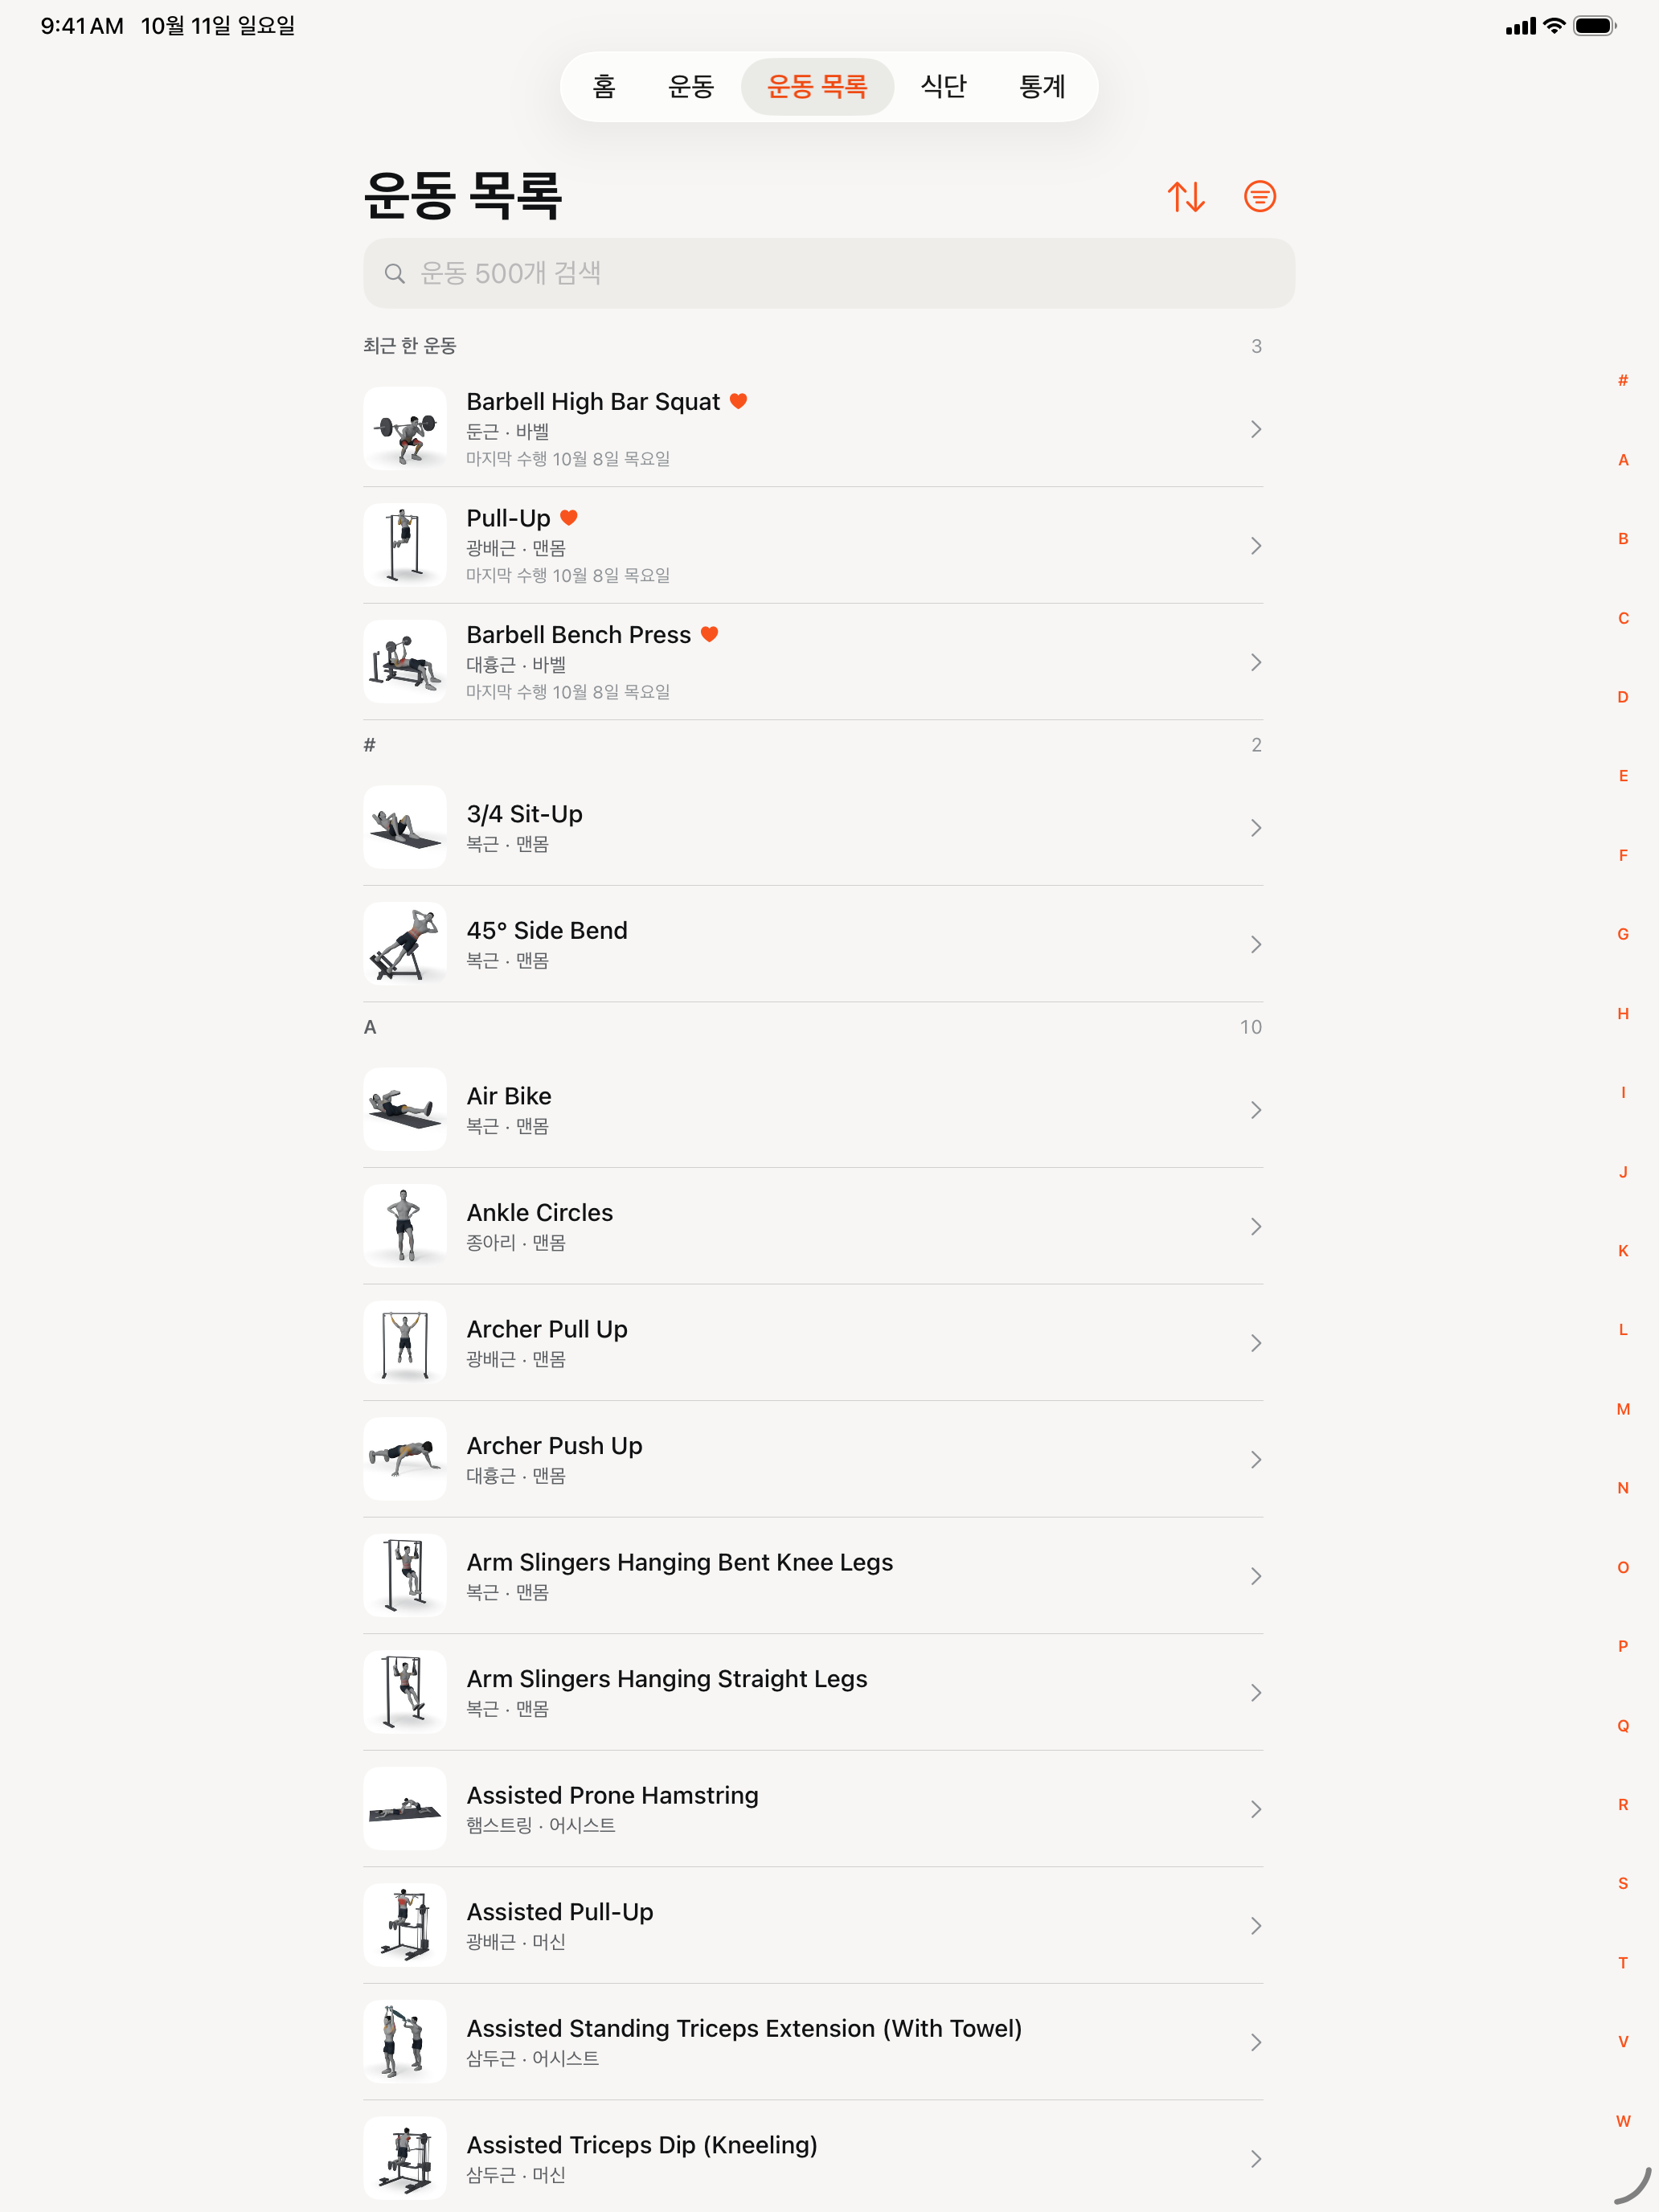 9:41 AM 10월 11일 일요일
홈 운동 운동 목록 식단 통계
운동 목록
운동 500개 검색
최근 한 운동 3
Barbell High Bar Squat
둔근 · 바벨
마지막 수행 10월 8일 목요일
Pull-Up
광배근 · 맨몸
마지막 수행 10월 8일 목요일
Barbell Bench Press
대흉근 · 바벨
마지막 수행 10월 8일 목요일
# 2
3/4 Sit-Up
복근 · 맨몸
45° Side Bend
복근 · 맨몸
A 10
Air Bike
복근 · 맨몸
Ankle Circles
종아리 · 맨몸
Archer Pull Up
광배근 · 맨몸
Archer Push Up
대흉근 · 맨몸
Arm Slingers Hanging Bent Knee Legs
복근 · 맨몸
Arm Slingers Hanging Straight Legs
복근 · 맨몸
Assisted Prone Hamstring
햄스트링 · 어시스트
Assisted Pull-Up
광배근 · 머신
Assisted Standing Triceps Extension (With Towel)
삼두근 · 어시스트
Assisted Triceps Dip (Kneeling)
삼두근 · 머신
#
A
B
C
D
E
F
G
H
I
J
K
L
M
N
O
P
Q
R
S
T
V
W